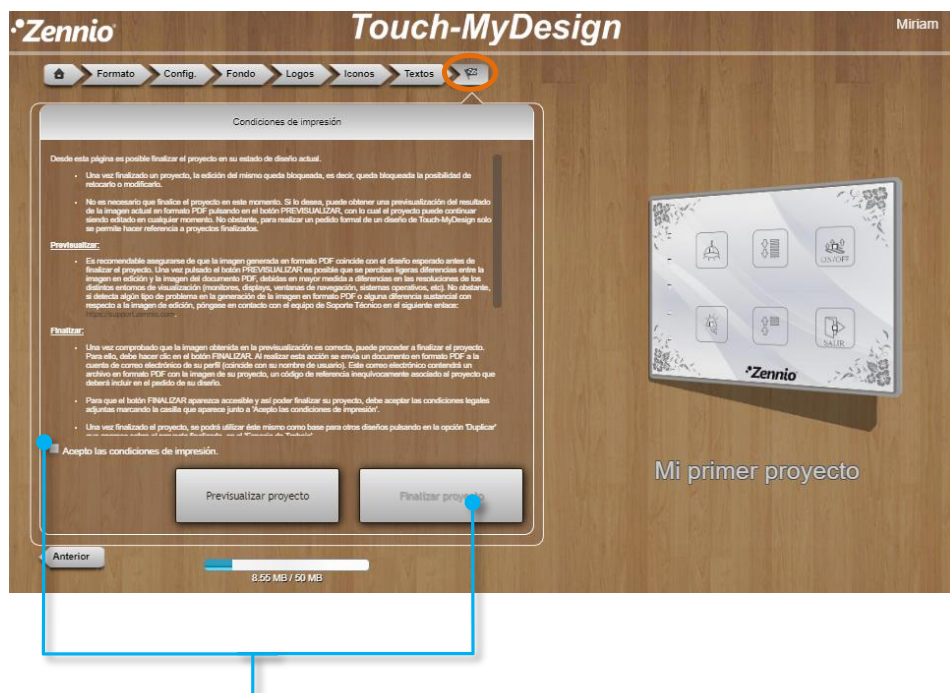 Zennio
Touch-MyDesign
Miriam
Formato
Config.
Fondo
Logos
Iconos
Textos
Condiciones de impresión
Desde esta página es posible finalizar el proyecto en su estado de diseño actual.
Una vez finalizado un proyecto, la edición del mismo queda bloqueada, es decir, queda bloqueada la posibilidad de
retocarlo o modificarlo.
No es necesario que finalice el proyecto en este momento. Si lo desea, puede obtener una previsualización del resultado
de la imagen actual en formato PDF pulsando en el botón PREVISUALIZAR, con lo cual el proyecto puede continuar
siendo editado en cualquier momento. No obstante, para realizar un pedido formal de un diseño de Touch-MyDesign solo
se permite hacer referencia a proyectos finalizados.
Previsualizar:
Es recomendable asegurarse de que la imagen generada en formato PDF coincide con el diseño esperado antes de
finalizar el proyecto. Una vez pulsado el botón PREVISUALIZAR es posible que se perciban ligeras diferencias entre la
imagen en edición y la imagen del documento PDF, debidas en mayor medida a diferencias en las resoluciones de los
distintos entornos de visualización (monitores, displays, ventanas de navegación, sistemas operativos, etc). No obstante,
si detecta algún tipo de problema en la generación de la imagen en formato PDF o alguna diferencia sustancial con
respecto a la imagen de edición, póngase en contacto con el equipo de Soporte Técnico en el siguiente enlace:
https://support.zennio.com/.
Finalizar:
Una vez comprobado que la imagen obtenida en la previsualización es correcta, puede proceder a finalizar el proyecto.
Para ello, debe hacer clic en el botón FINALIZAR. Al realizar esta acción se envía un documento en formato PDF a la
cuenta de correo electrónico de su perfil (coincide con su nombre de usuario). Este correo electrónico contendrá un
archivo en formato PDF con la imagen de su proyecto, un código de referencia inequívocamente asociado al proyecto que
deberá incluir en el pedido de su diseño.
Para que el botón FINALIZAR aparezca accesible y así poder finalizar su proyecto, debe aceptar las condiciones legales
adjuntas marcando la casilla que aparece junto a 'Acepto las condiciones de impresión'.
Una vez finalizado el proyecto, se podrá utilizar éste mismo como base para otros diseños pulsando en la opción 'Duplicar'
Acepto las condiciones de impresión.
Previsualizar proyecto
Finalizar proyecto
Anterior
8.55 MB / 50 MB
ON/OFF
SALIR
Zennio
Mi primer proyecto